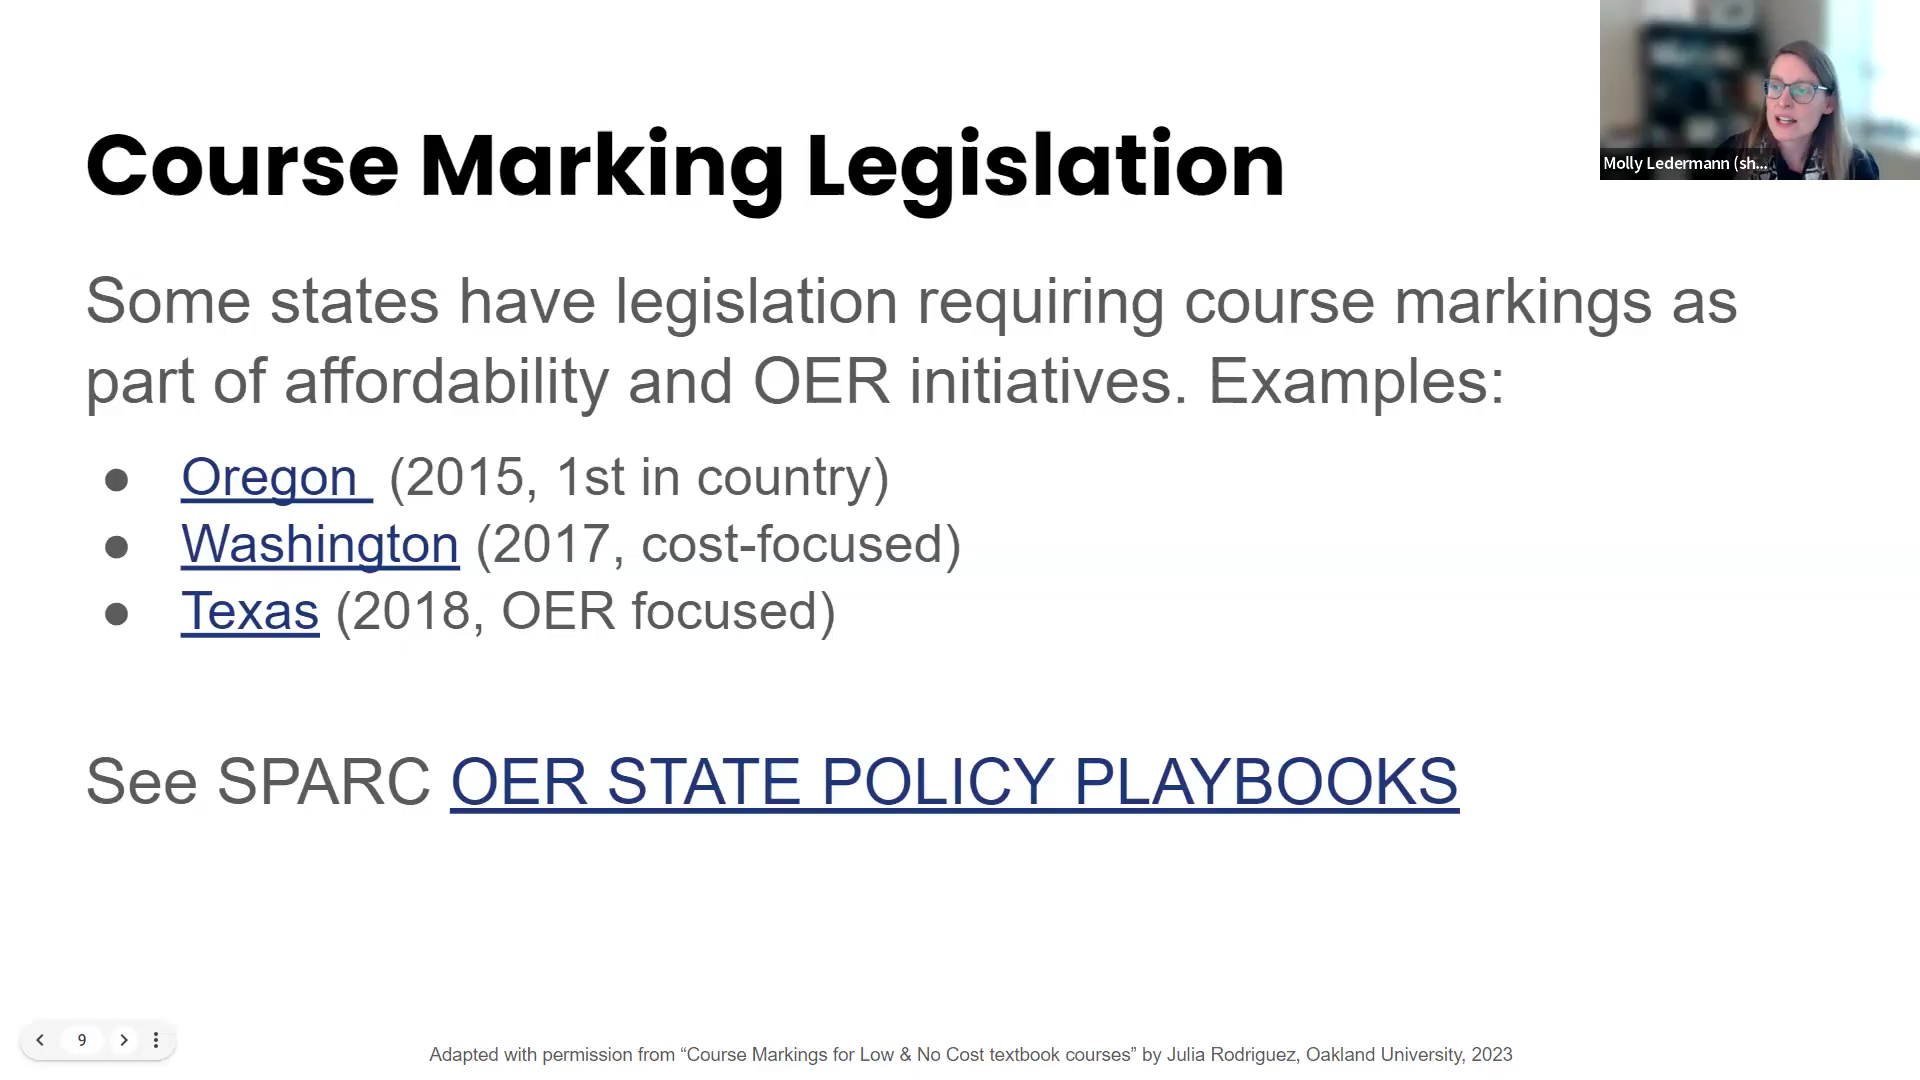 Course Marking Legislation
Molly Ledermann (sh...
Some states have legislation requiring course markings as
part of affordability and OER initiatives. Examples:
● Oregon (2015, 1st in country)
● Washington (2017, cost-focused)
● Texas (2018, OER focused)
See SPARC OER STATE POLICY PLAYBOOKS
9
Adapted with permission from “Course Markings for Low & No Cost textbook courses” by Julia Rodriguez, Oakland University, 2023